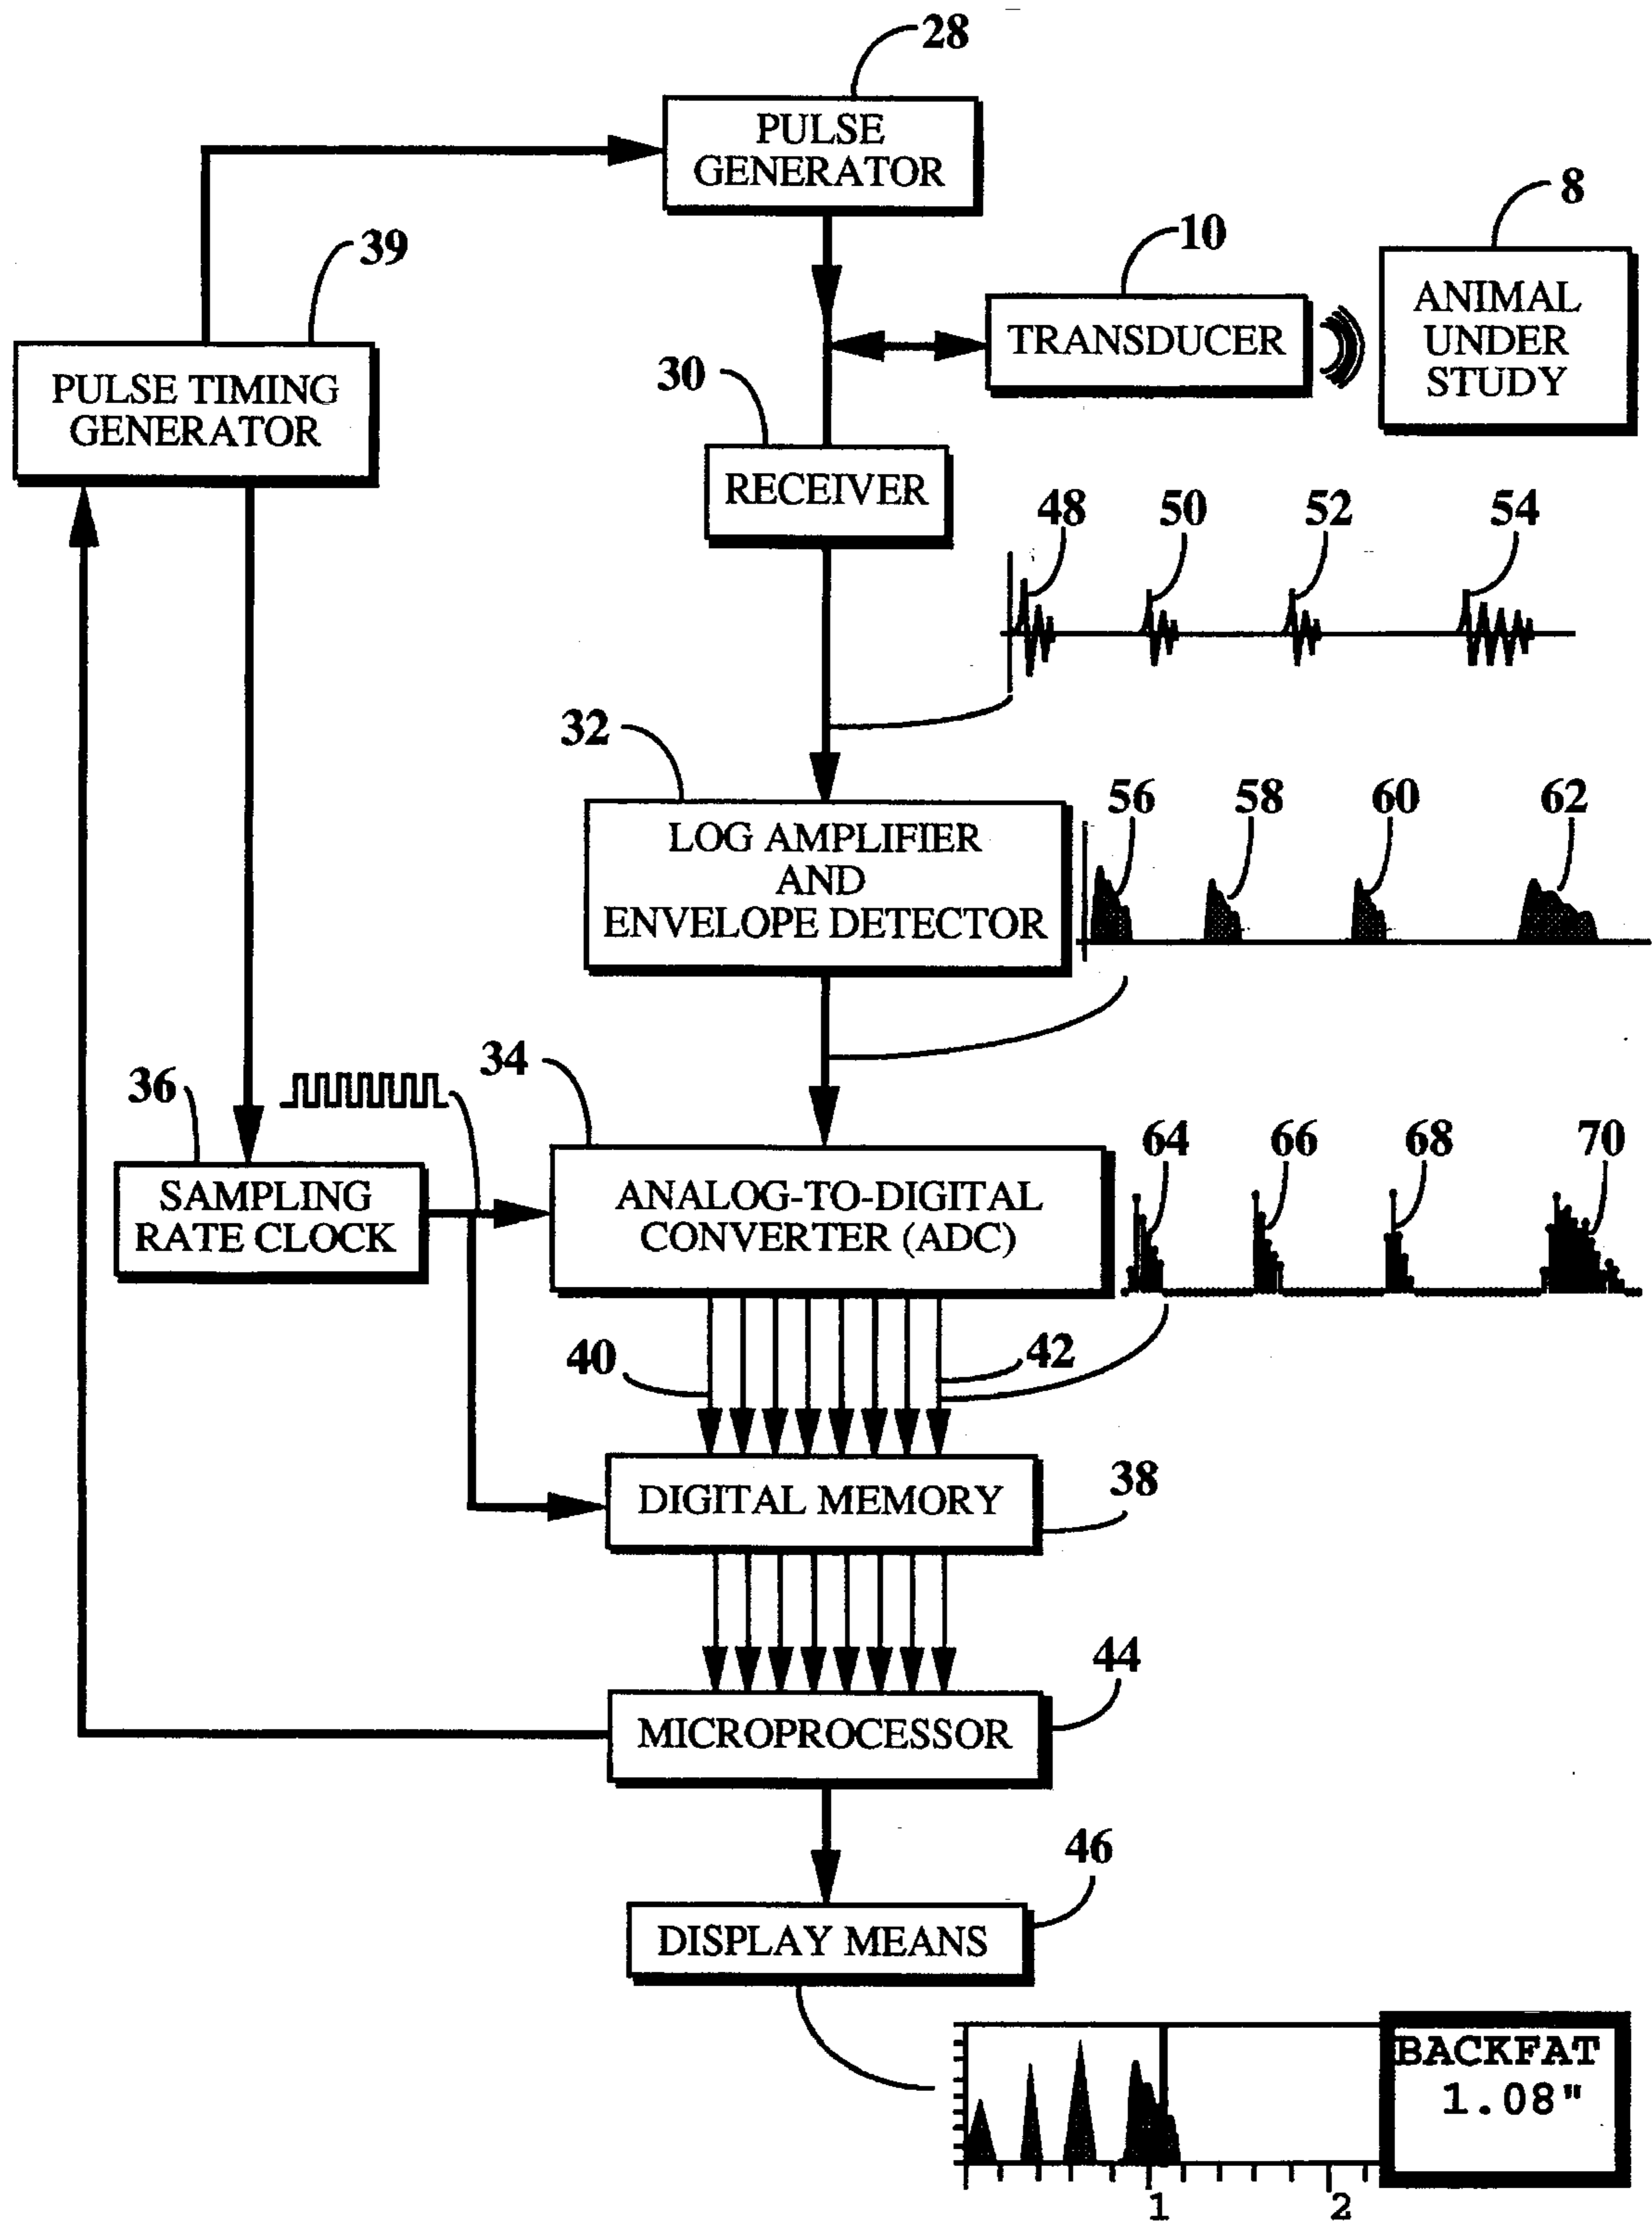 28
PULSE
GENERATOR
8
10
39
ANIMAL
UNDER
STUDY
TRANSDUCER
30
PULSE TIMING
GENERATOR
RECEIVER
48
50
52
54
32
56
58
60
62
LOG AMPLIFIER
AND
ENVELOPE DETECTOR
34
36
64
66
68
70
SAMPLING
RATE CLOCK
ANALOG-TO-DIGITAL
CONVERTER (ADC)
40
42
DIGITAL MEMORY
38
44
MICROPROCESSOR
46
DISPLAY MEANS
BACKFAT
1.08"
1
2